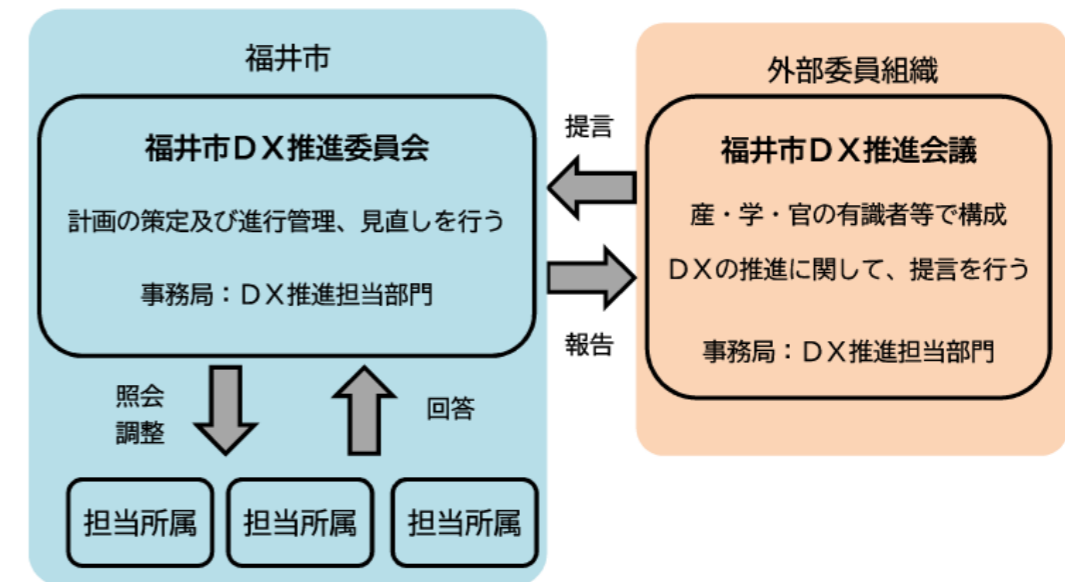 福井市
福井市ＤＸ推進委員会
計画の策定及び進行管理、見直しを行う
事務局：ＤＸ推進担当部門
照会
調整
回答
担当所属
担当所属
担当所属
提言
報告
外部委員組織
福井市ＤＸ推進会議
産・学・官の有識者等で構成
ＤＸの推進に関して、提言を行う
事務局：ＤＸ推進担当部門